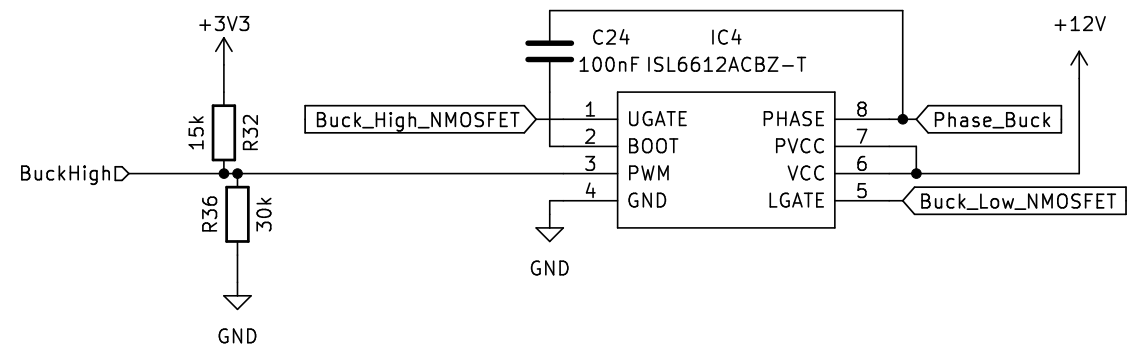 +3V3
C24
IC4
+12V
100nF
ISL6612ACBZ-T
15k
R32
Buck_High_NMOSFET
1
UGATE
PHASE
8
Phase_Buck
2
BOOT
PVCC
7
BuckHigh
3
PWM
VCC
6
R36
30k
4
GND
LGATE
5
Buck_Low_NMOSFET
GND
GND